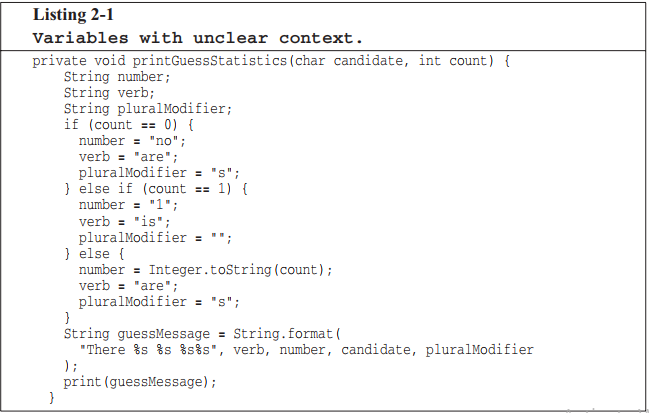 Listing 2-1
Variables with unclear context.
private void printGuessStatistics(char candidate, int count) {
String number;
String verb;
String pluralModifier;
if (count == 0) {
number = "no";
verb = "are";
pluralModifier = "s";
} else if (count == 1) {
number = "1";
verb = "is";
pluralModifier = "";
} else {
number = Integer.toString(count);
verb = "are";
pluralModifier = "s";
}
String guessMessage = String.format(
"There %s %s %s%s", verb, number, candidate, pluralModifier
);
print(guessMessage);
}